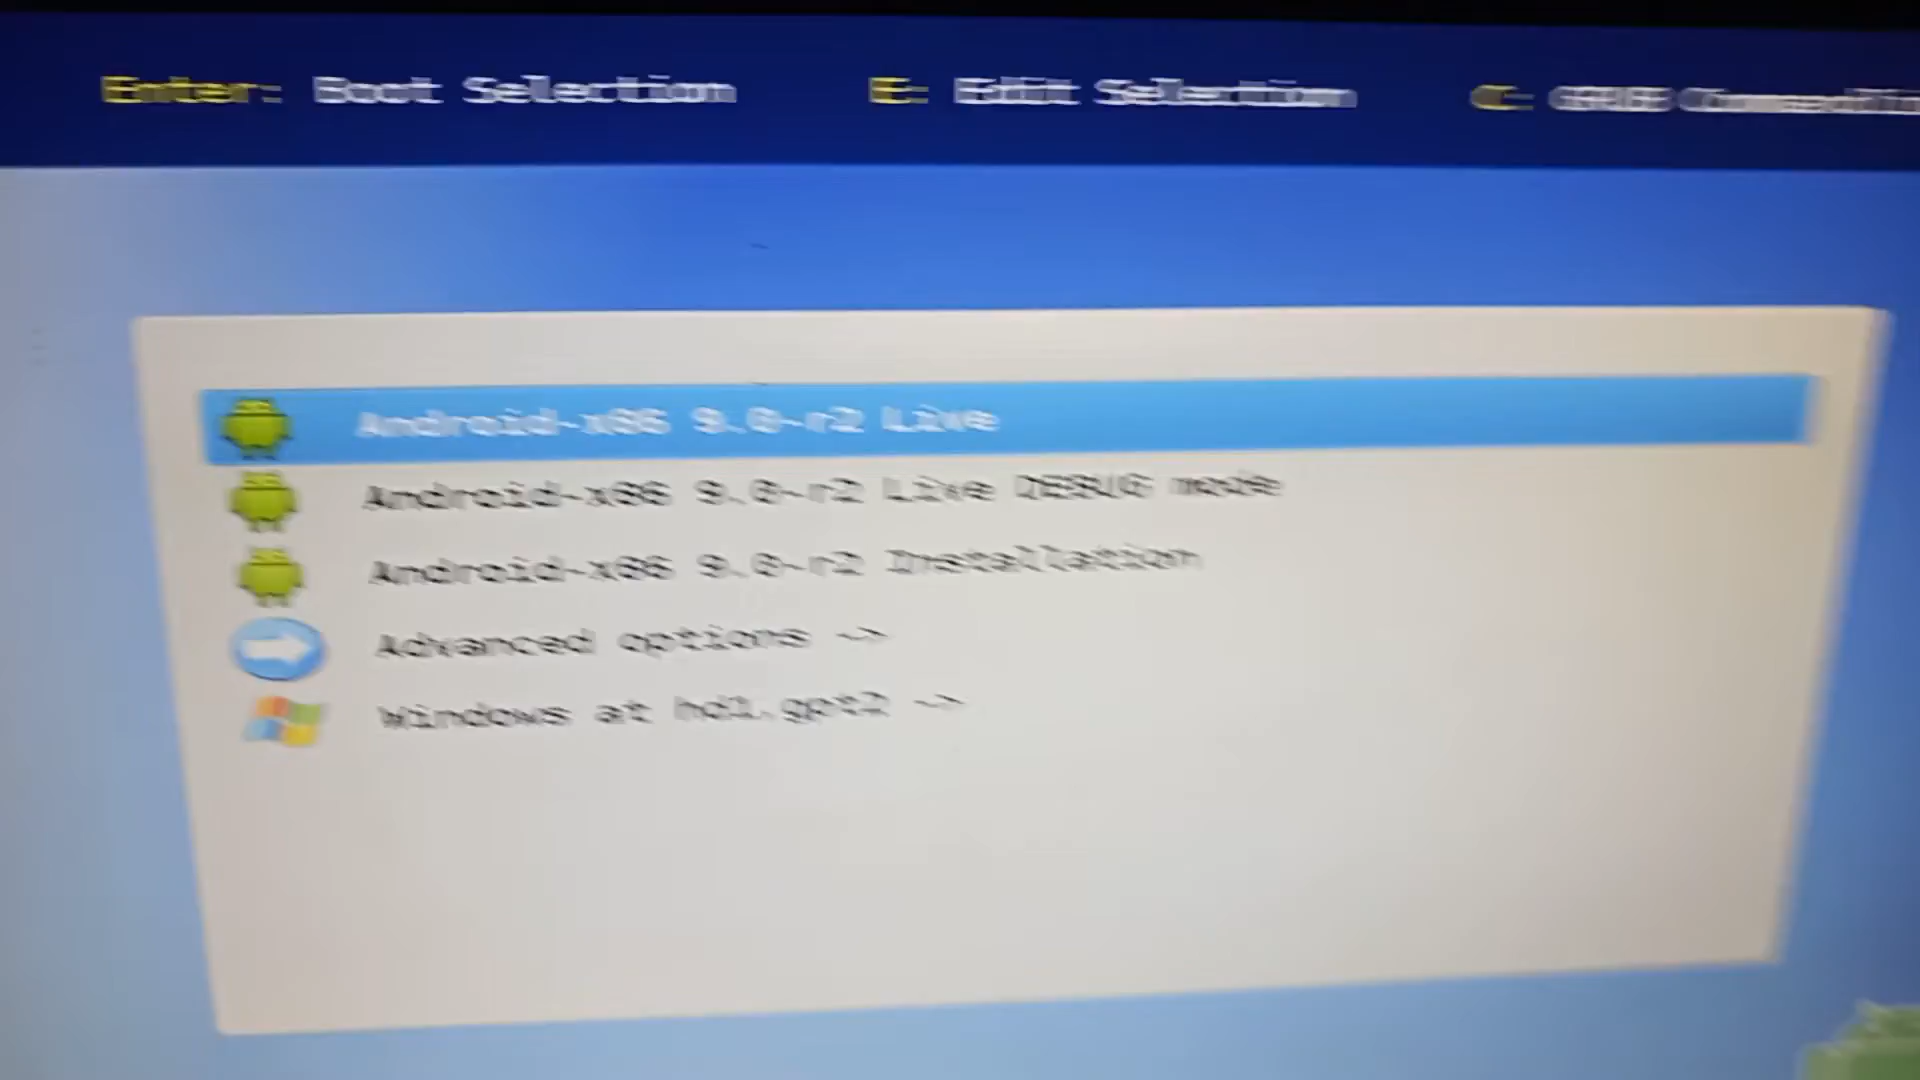 Enter: Boot Selection E: Edit Selection C: GRUB
Android-x86 9.0-r2 Live
Android-x86 9.0-r2 Live DEBUG mode
Android-x86 9.0-r2 Installation
Advanced options ->
Windows at hd1,gpt2 ->